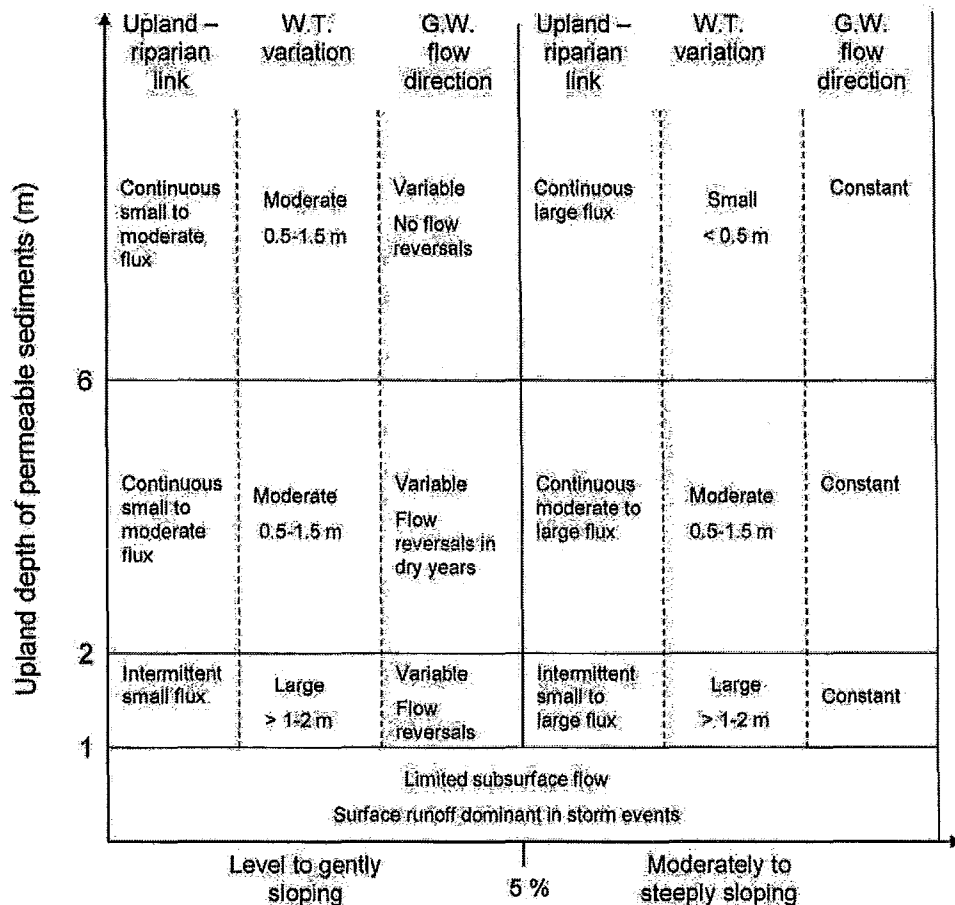 Upland –
riparian
link
W.T.
variation
G.W.
flow
direction
Upland –
riparian
link
W.T.
variation
G.W.
flow
direction
Upland depth of permeable sediments (m)
Continuous
small to
moderate
flux
Moderate
0.5-1.5 m
Variable
No flow
reversals
Continuous
large flux
Small
< 0.5 m
Constant
6
Continuous
small to
moderate
flux
Moderate
0.5-1.5 m
Variable
Flow
reversals in
dry years
Continuous
moderate to
large flux
Moderate
0.5-1.5 m
Constant
2
Intermittent
small flux
Large
> 1-2 m
Variable
Flow
reversals
Intermittent
small to
large flux
Large
> 1-2 m
Constant
1
Limited subsurface flow
Surface runoff dominant in storm events
Level to gently
sloping
5 %
Moderately to
steeply sloping